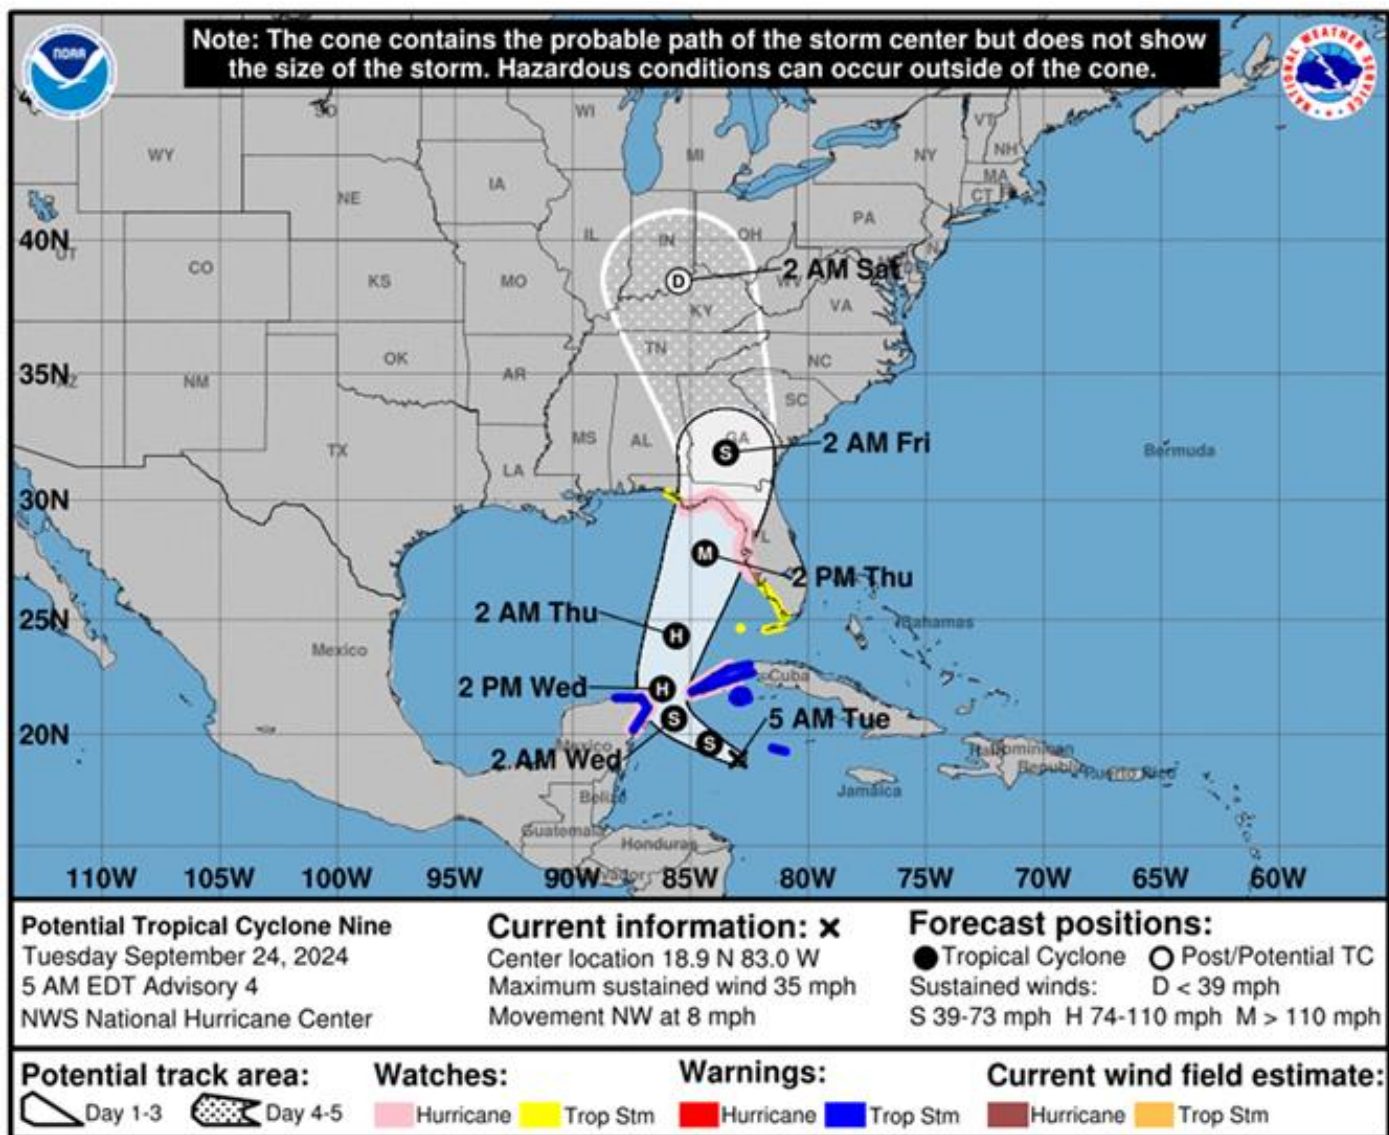 Note: The cone contains the probable path of the storm center but does not show
the size of the storm. Hazardous conditions can occur outside of the cone.
NOAA
NATIONAL WEATHER SERVICE
SD
WI
WY
MI
NY
VT
NH
MA
CT
RI
IA
NE
PA
40N
UT
IL
IN
OH
NJ
CO
KS
MO
D
2 AM Sat
WV
VA
KY
TN
NC
OK
AR
35N
AZ
NM
SC
MS
AL
GA
S
2 AM Fri
TX
LA
Bermuda
30N
FL
M
2 PM Thu
2 AM Thu
H
25N
Bahamas
Mexico
2 PM Wed
H
Cuba
S
5 AM Tue
20N
S
Mexico
2 AM Wed
Dominican
Republic
Puerto Rico
Jamaica
Belize
Guatemala
Honduras
110W 105W 100W 95W 90W 85W 80W 75W 70W 65W 60W
Potential Tropical Cyclone Nine
Tuesday September 24, 2024
5 AM EDT Advisory 4
NWS National Hurricane Center
Current information: x
Center location 18.9 N 83.0 W
Maximum sustained wind 35 mph
Movement NW at 8 mph
Forecast positions:
Tropical Cyclone Post/Potential TC
Sustained winds: D < 39 mph
S 39-73 mph H 74-110 mph M > 110 mph
Potential track area:
Day 1-3 Day 4-5
Watches:
Hurricane Trop Stm
Warnings:
Hurricane Trop Stm
Current wind field estimate:
Hurricane Trop Stm